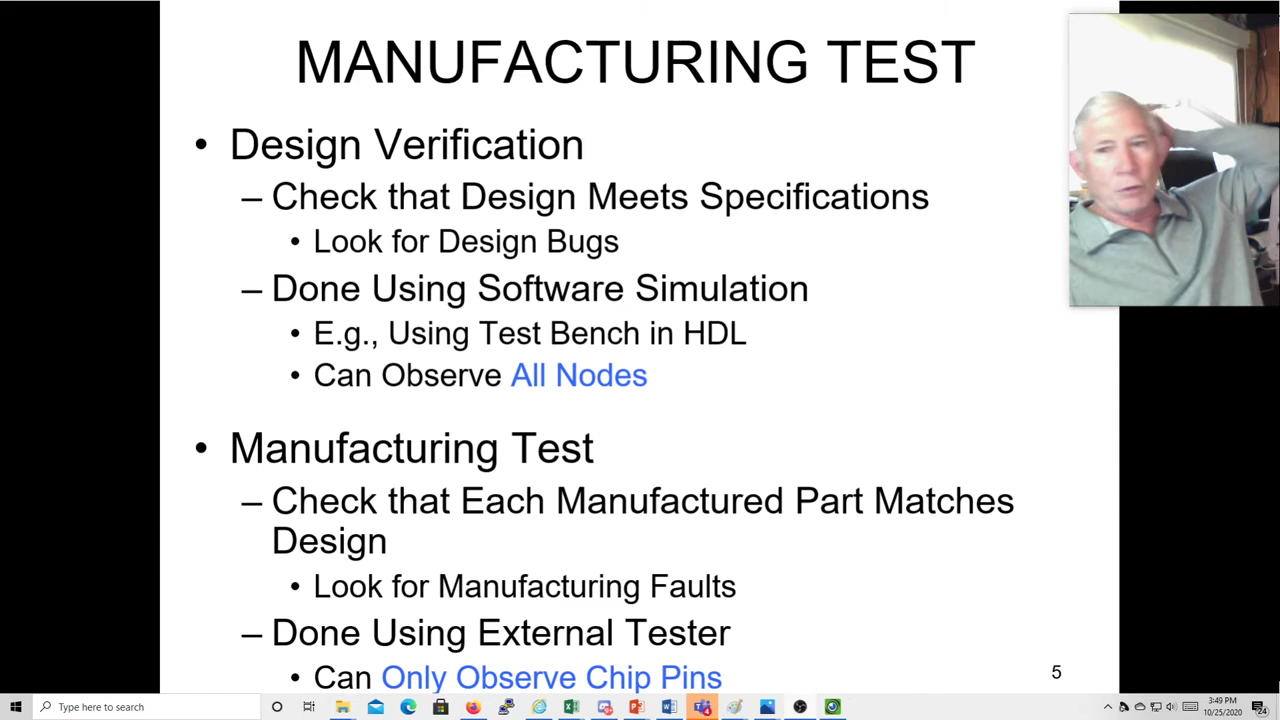 MANUFACTURING TEST
• Design Verification
– Check that Design Meets Specifications
• Look for Design Bugs
– Done Using Software Simulation
• E.g., Using Test Bench in HDL
• Can Observe All Nodes
• Manufacturing Test
– Check that Each Manufactured Part Matches
Design
• Look for Manufacturing Faults
– Done Using External Tester
• Can Only Observe Chip Pins
5
Type here to search
3:49 PM
10/25/2020
24